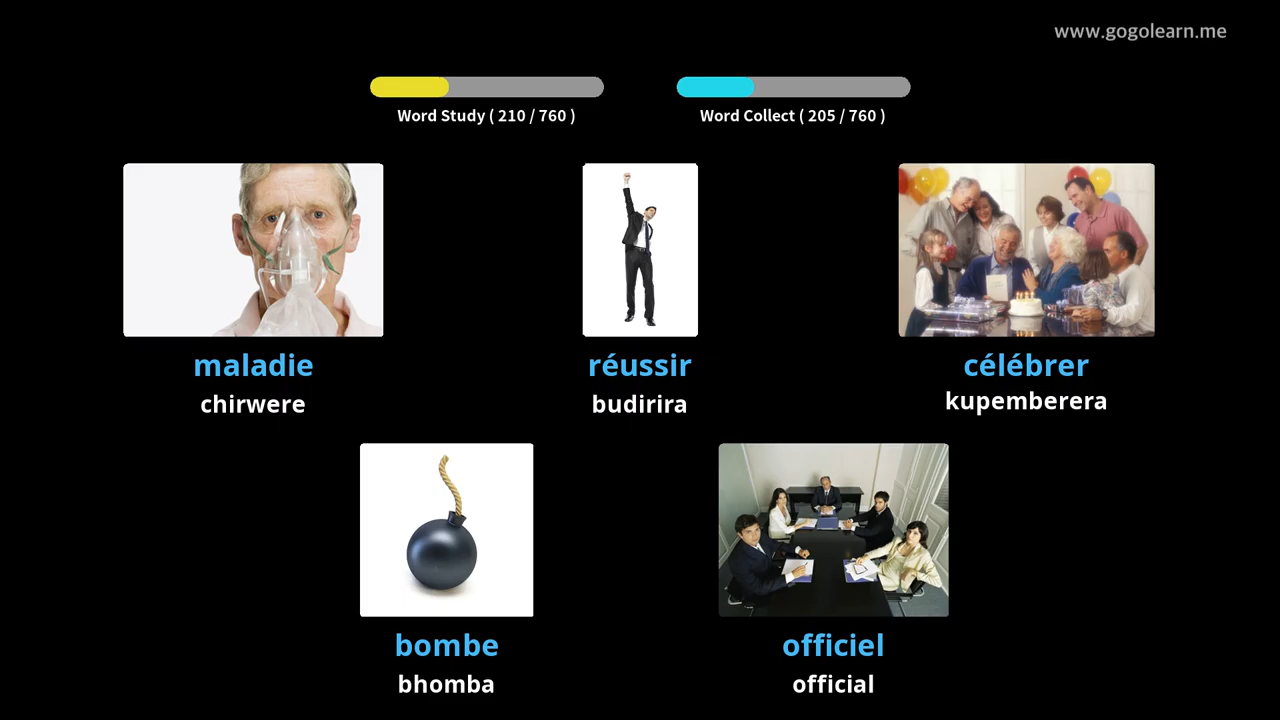 www.gogolearn.me
Word Study ( 210 / 760 )
Word Collect ( 205 / 760 )
maladie
chirwere
réussir
budirira
célébrer
kupemberera
bombe
bhomba
officiel
official